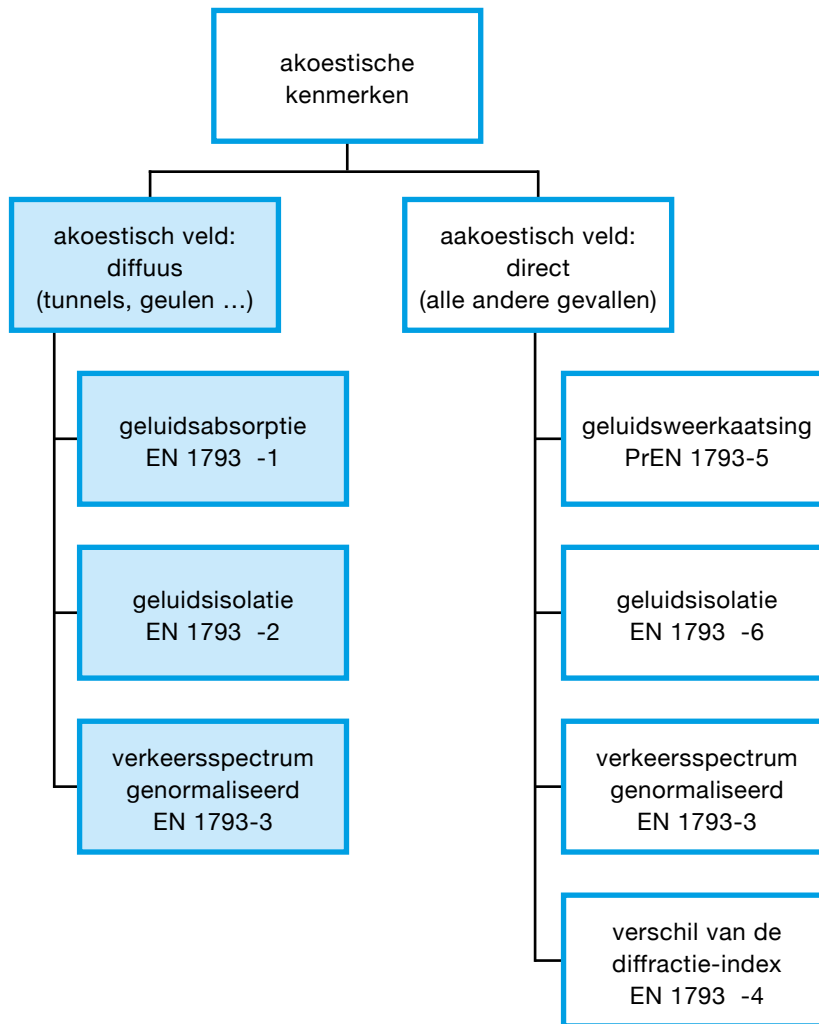 akoestische
kenmerken
akoestisch veld:
diffuus
(tunnels, geulen ...)
aakoestisch veld:
direct
(alle andere gevallen)
geluidsabsorptie
EN 1793 -1
geluidsisolatie
EN 1793 -2
verkeersspectrum
genormaliseerd
EN 1793-3
geluidsweerkaatsing
PrEN 1793-5
geluidsisolatie
EN 1793 -6
verkeersspectrum
genormaliseerd
EN 1793-3
verschil van de
diffractie-index
EN 1793 -4